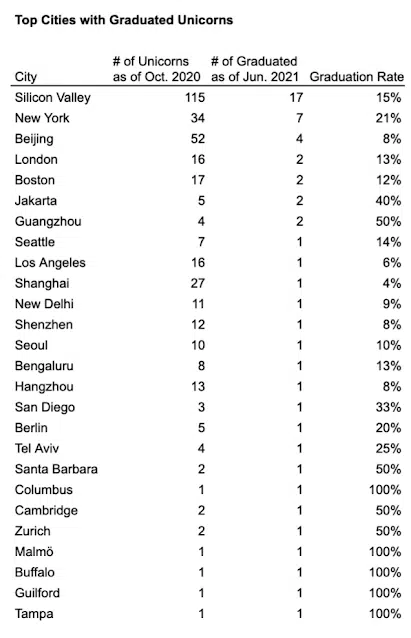 Top Cities with Graduated Unicorns
# of Unicorns # of Graduated
City as of Oct. 2020 as of Jun. 2021 Graduation Rate
Silicon Valley 115 17 15%
New York 34 7 21%
Beijing 52 4 8%
London 16 2 13%
Boston 17 2 12%
Jakarta 5 2 40%
Guangzhou 4 2 50%
Seattle 7 1 14%
Los Angeles 16 1 6%
Shanghai 27 1 4%
New Delhi 11 1 9%
Shenzhen 12 1 8%
Seoul 10 1 10%
Bengaluru 8 1 13%
Hangzhou 13 1 8%
San Diego 3 1 33%
Berlin 5 1 20%
Tel Aviv 4 1 25%
Santa Barbara 2 1 50%
Columbus 1 1 100%
Cambridge 2 1 50%
Zurich 2 1 50%
Malmö 1 1 100%
Buffalo 1 1 100%
Guilford 1 1 100%
Tampa 1 1 100%